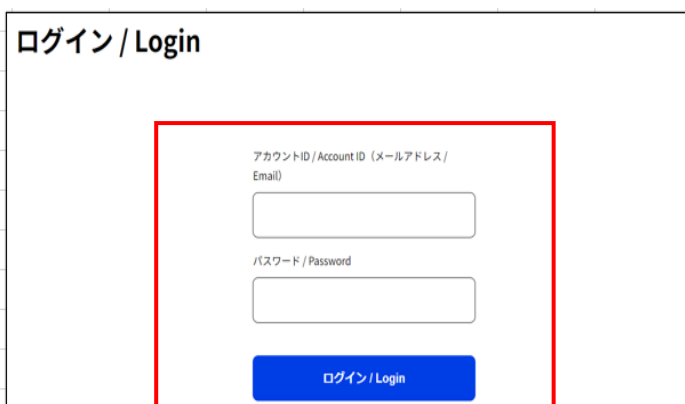 ログイン / Login
アカウントID / Account ID（メールアドレス /
Email）
パスワード / Password
ログイン / Login